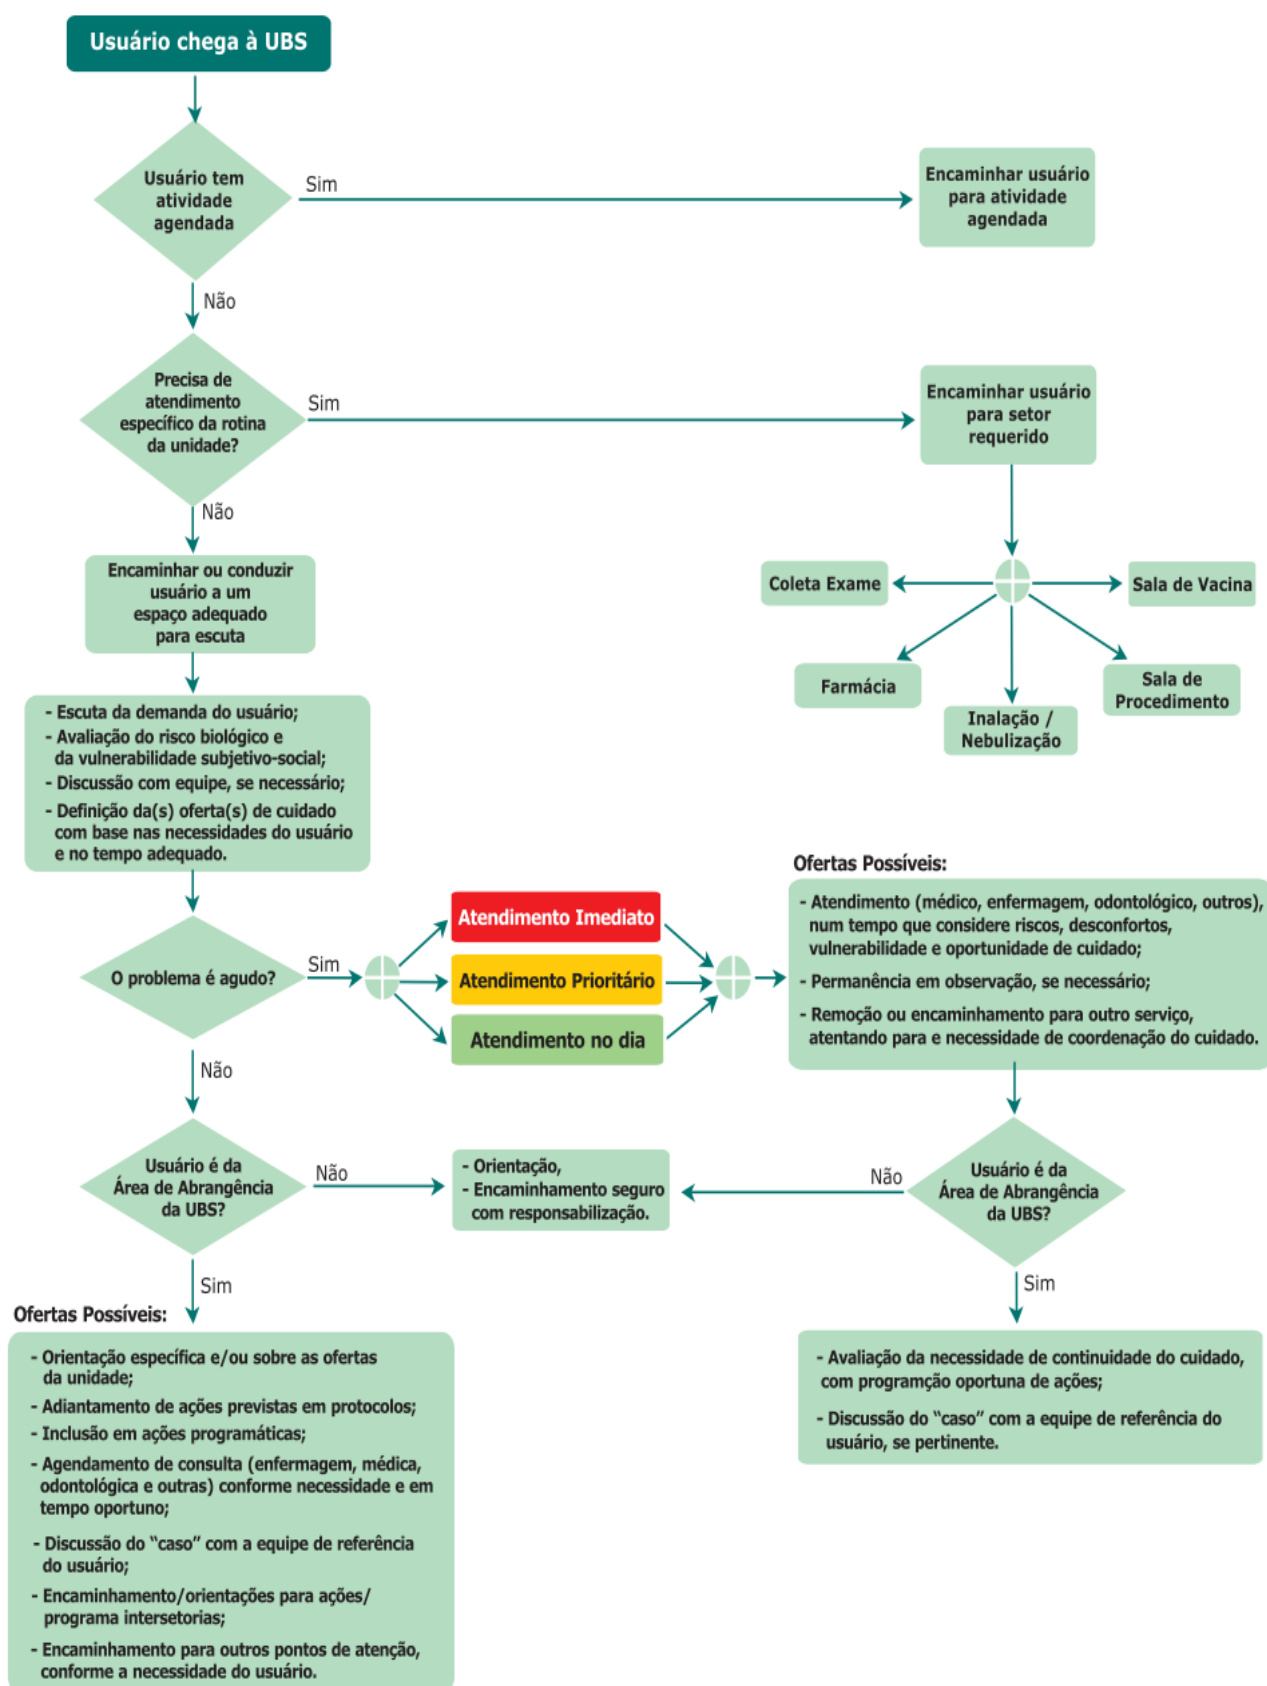 Usuário chega à UBS
Usuário tem
atividade
agendada
Sim
Encaminhar usuário
para atividade
agendada
Não
Precisa de
atendimento
específico da rotina
da unidade?
Sim
Encaminhar usuário
para setor
requerido
Não
Encaminhar ou conduzir
usuário a um
espaço adequado
para escuta
Coleta Exame
Sala de Vacina
Farmácia
Sala de
Procedimento
Inalação /
Nebulização
- Escuta da demanda do usuário;
- Avaliação do risco biológico e
da vulnerabilidade subjetivo-social;
- Discussão com equipe, se necessário;
- Definição da(s) oferta(s) de cuidado
com base nas necessidades do usuário
e no tempo adequado.
O problema é agudo?
Sim
Atendimento Imediato
Atendimento Prioritário
Atendimento no dia
Ofertas Possíveis:
- Atendimento (médico, enfermagem, odontológico, outros),
num tempo que considere riscos, desconfortos,
vulnerabilidade e oportunidade de cuidado;
- Permanência em observação, se necessário;
- Remoção ou encaminhamento para outro serviço,
atentando para e necessidade de coordenação do cuidado.
Não
Usuário é da
Área de Abrangência
da UBS?
Não
- Orientação,
- Encaminhamento seguro
com responsabilização.
Não
Usuário é da
Área de Abrangência
da UBS?
Sim
Sim
Ofertas Possíveis:
- Orientação específica e/ou sobre as ofertas
da unidade;
- Adiantamento de ações previstas em protocolos;
- Inclusão em ações programáticas;
- Agendamento de consulta (enfermagem, médica,
odontológica e outras) conforme necessidade e em
tempo oportuno;
- Discussão do “caso” com a equipe de referência
do usuário;
- Encaminhamento/orientações para ações/
programa intersetorias;
- Encaminhamento para outros pontos de atenção,
conforme a necessidade do usuário.
- Avaliação da necessidade de continuidade do cuidado,
com programção oportuna de ações;
- Discussão do “caso” com a equipe de referência do
usuário, se pertinente.